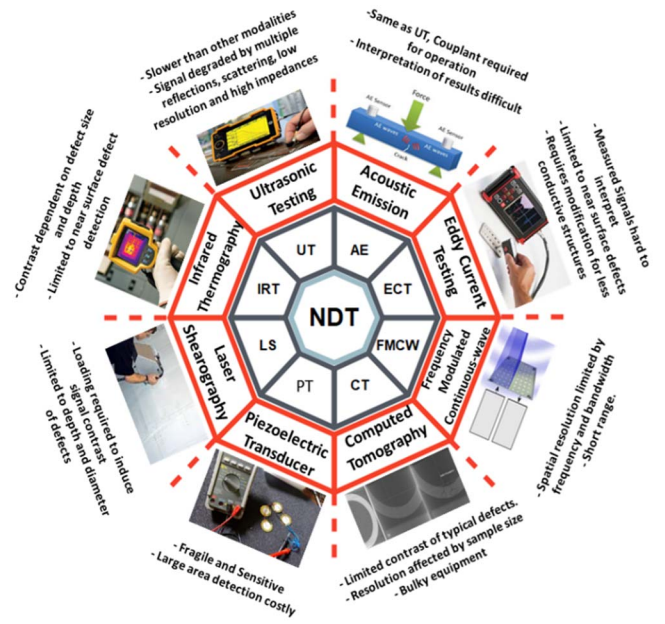 - Slower than other modalities
- Signal degraded by multiple
reflections, scattering, low
resolution and high impedances
-Same as UT, Couplant required
for operation
- Interpretation of results difficult
- Measured Signals hard to
interpret
- Limited to near surface defects
- Requires modification for less
conductive structures
- Spatial resolution limited by
frequency and bandwidth
- Short range.
- Limited contrast of typical defects.
- Resolution affected by sample size
- Bulky equipment
- Fragile and Sensitive
- Large area detection costly
- Loading required to induce
signal contrast
- Limited to depth and diameter
of defects
- Contrast dependent on defect size
and depth
- Limited to near surface defect
detection
Force
AE Sensor
AE Sensor
AE waves
AE waves
Crack
Ultrasonic
Testing
Acoustic
Emission
Eddy Current
Testing
Frequency
Modulated
Continuous-wave
Computed
Tomography
Piezoelectric
Transducer
Laser
Shearography
Infrared
Thermography
UT
AE
ECT
FMCW
CT
PT
LS
IRT
NDT